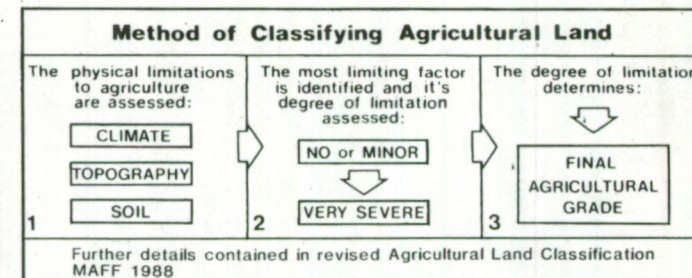 Method of Classifying Agricultural Land
The physical limitations
to agriculture
are assessed:
CLIMATE
TOPOGRAPHY
SOIL
1
The most limiting factor
is identified and it's
degree of limitation
assessed:
NO or MINOR
VERY SEVERE
2
The degree of limitation
determines:
FINAL
AGRICULTURAL
GRADE
3
Further details contained in revised Agricultural Land Classification
MAFF 1988